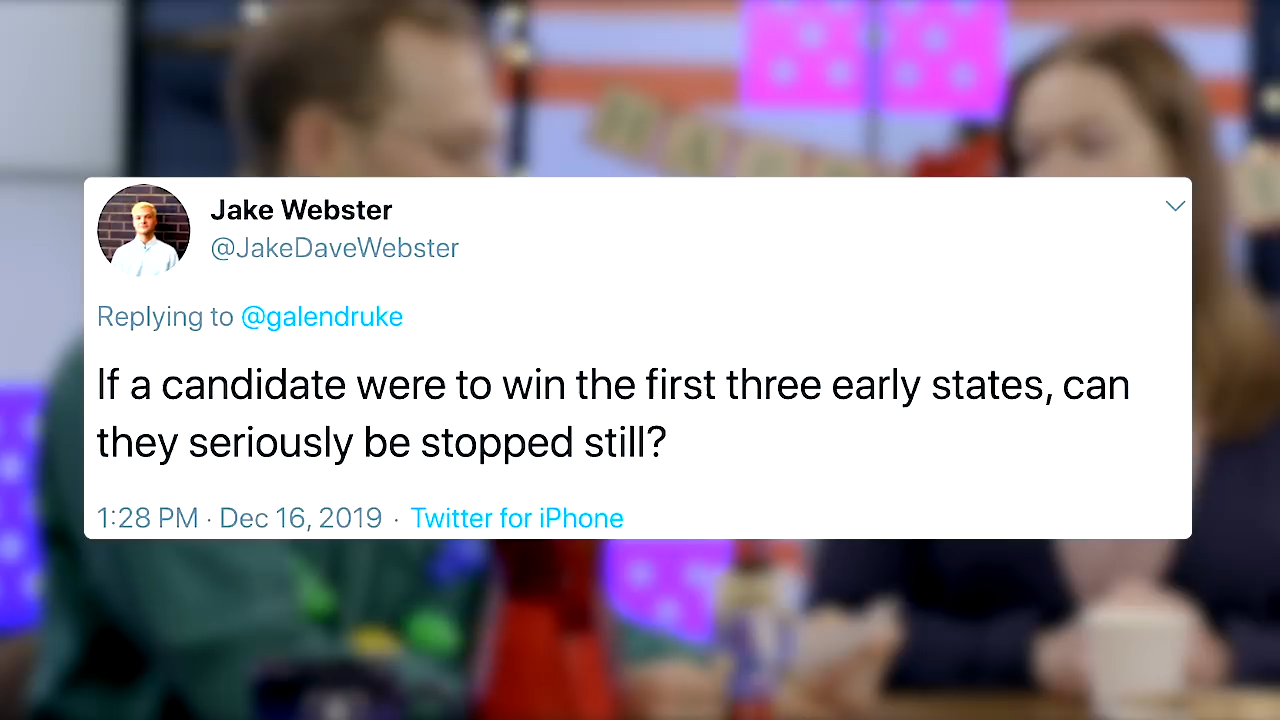 Jake Webster
@JakeDaveWebster
Replying to @galendruke
If a candidate were to win the first three early states, can
they seriously be stopped still?
1:28 PM · Dec 16, 2019 · Twitter for iPhone